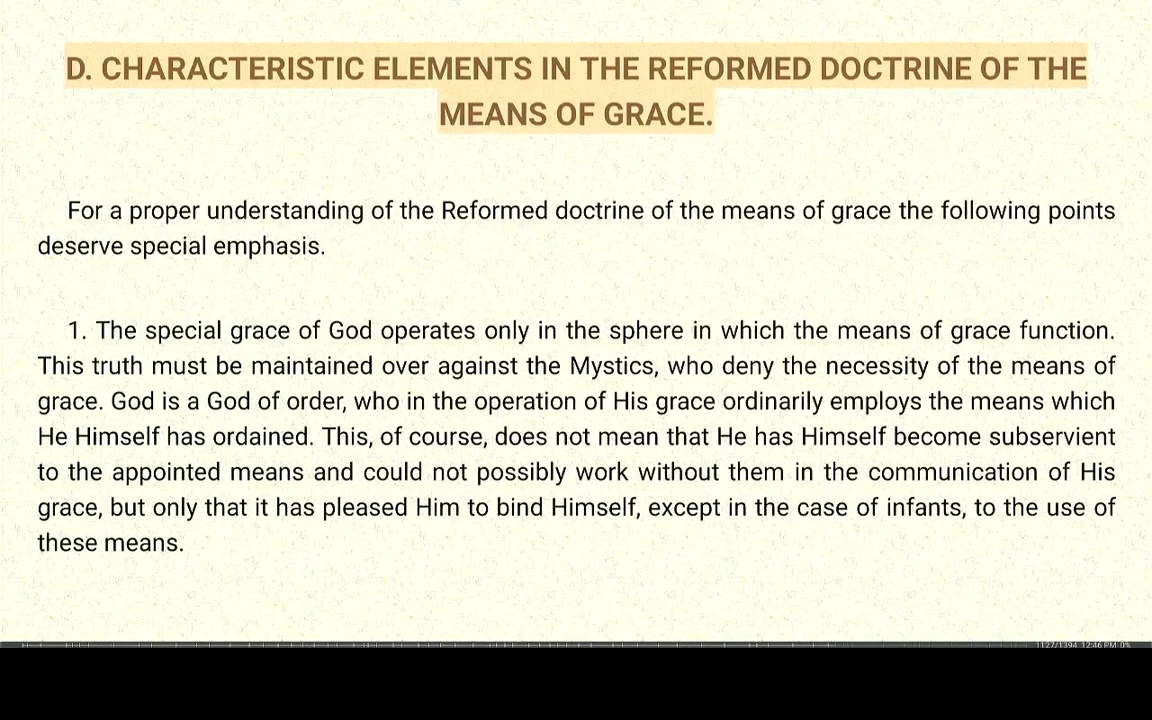 D. CHARACTERISTIC ELEMENTS IN THE REFORMED DOCTRINE OF THE
MEANS OF GRACE.
For a proper understanding of the Reformed doctrine of the means of grace the following points
deserve special emphasis.
1. The special grace of God operates only in the sphere in which the means of grace function.
This truth must be maintained over against the Mystics, who deny the necessity of the means of
grace. God is a God of order, who in the operation of His grace ordinarily employs the means which
He Himself has ordained. This, of course, does not mean that He has Himself become subservient
to the appointed means and could not possibly work without them in the communication of His
grace, but only that it has pleased Him to bind Himself, except in the case of infants, to the use of
these means.
1127/1394 12:46 PM 0%